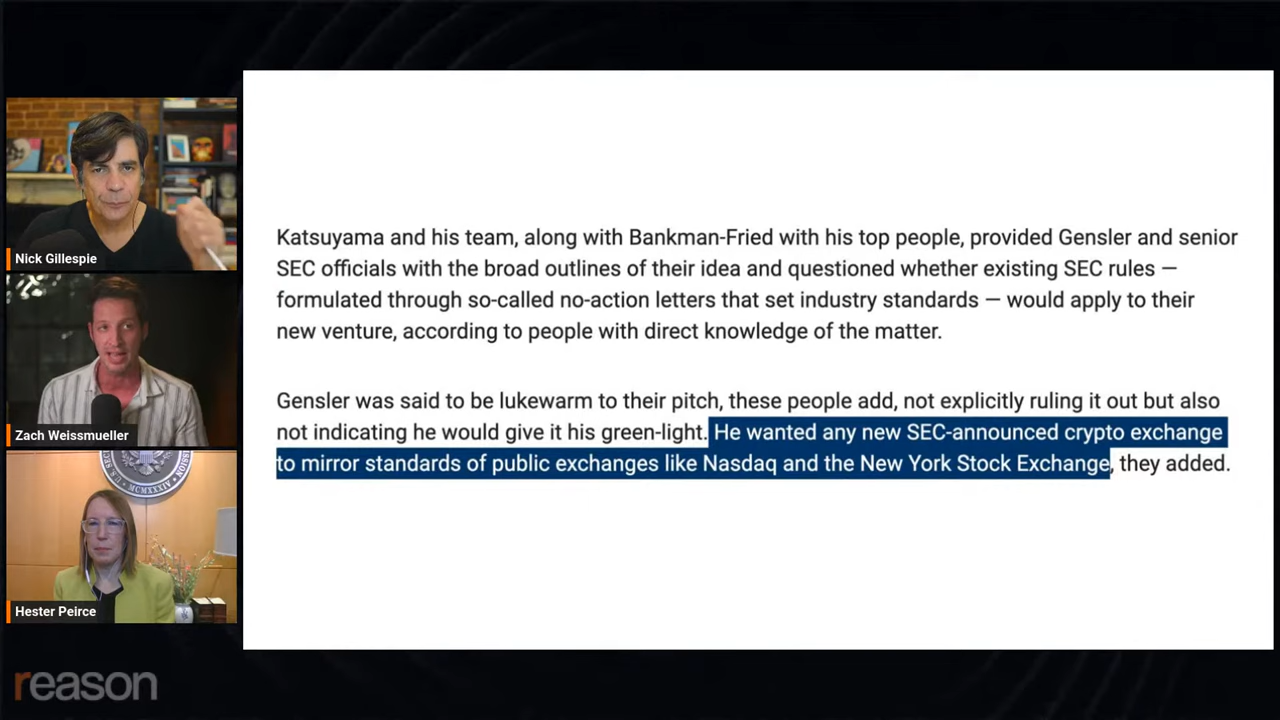 Nick Gillespie
Zach Weissmueller
MCMXXXIV
Hester Peirce
Katsuyama and his team, along with Bankman-Fried with his top people, provided Gensler and senior
SEC officials with the broad outlines of their idea and questioned whether existing SEC rules —
formulated through so-called no-action letters that set industry standards — would apply to their
new venture, according to people with direct knowledge of the matter.
Gensler was said to be lukewarm to their pitch, these people add, not explicitly ruling it out but also
not indicating he would give it his green-light. He wanted any new SEC-announced crypto exchange
to mirror standards of public exchanges like Nasdaq and the New York Stock Exchange, they added.
reason